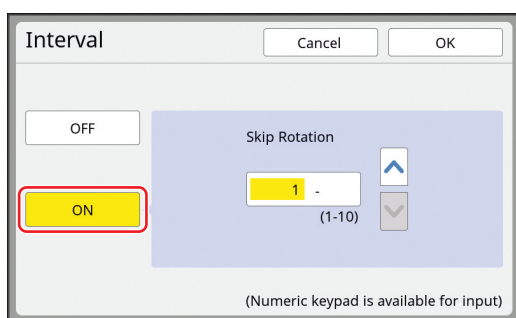 Interval
Cancel
OK
OFF
Skip Rotation
1 -
(1-10)
ON
(Numeric keypad is available for input)